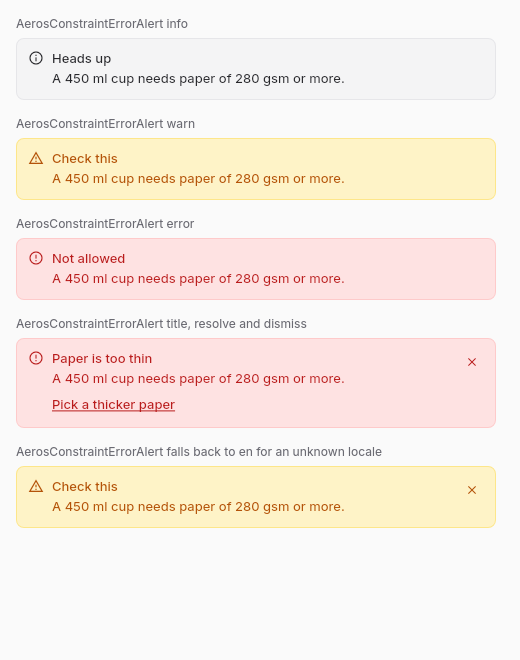 AerosConstraintErrorAlert info
Heads up
A 450 ml cup needs paper of 280 gsm or more.
AerosConstraintErrorAlert warn
Check this
A 450 ml cup needs paper of 280 gsm or more.
AerosConstraintErrorAlert error
Not allowed
A 450 ml cup needs paper of 280 gsm or more.
AerosConstraintErrorAlert title, resolve and dismiss
Paper is too thin
A 450 ml cup needs paper of 280 gsm or more.
Pick a thicker paper
AerosConstraintErrorAlert falls back to en for an unknown locale
Check this
A 450 ml cup needs paper of 280 gsm or more.